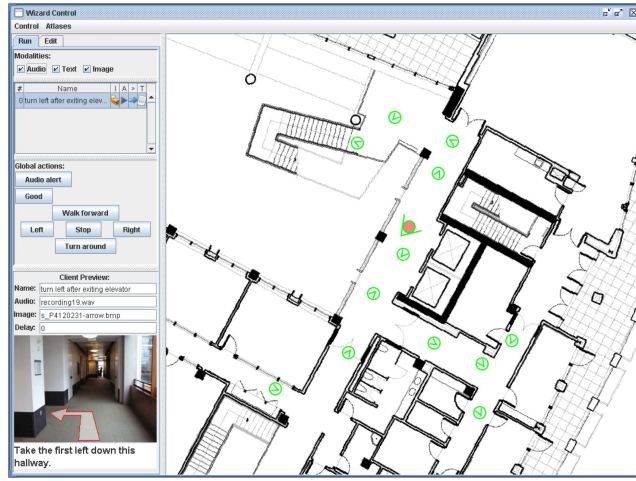 Wizard Control
Control Atlases
Run Edit
Modalities:
Audio Text Image
# Name I A > T
0 turn left after exiting elev...
Global actions:
Audio alert
Good
Walk forward
Left Stop Right
Turn around
Client Preview:
Name: turn left after exiting elevator
Audio: recording19.wav
Image: s_P4120231-arrow.bmp
Delay: 0
Take the first left down this
hallway.